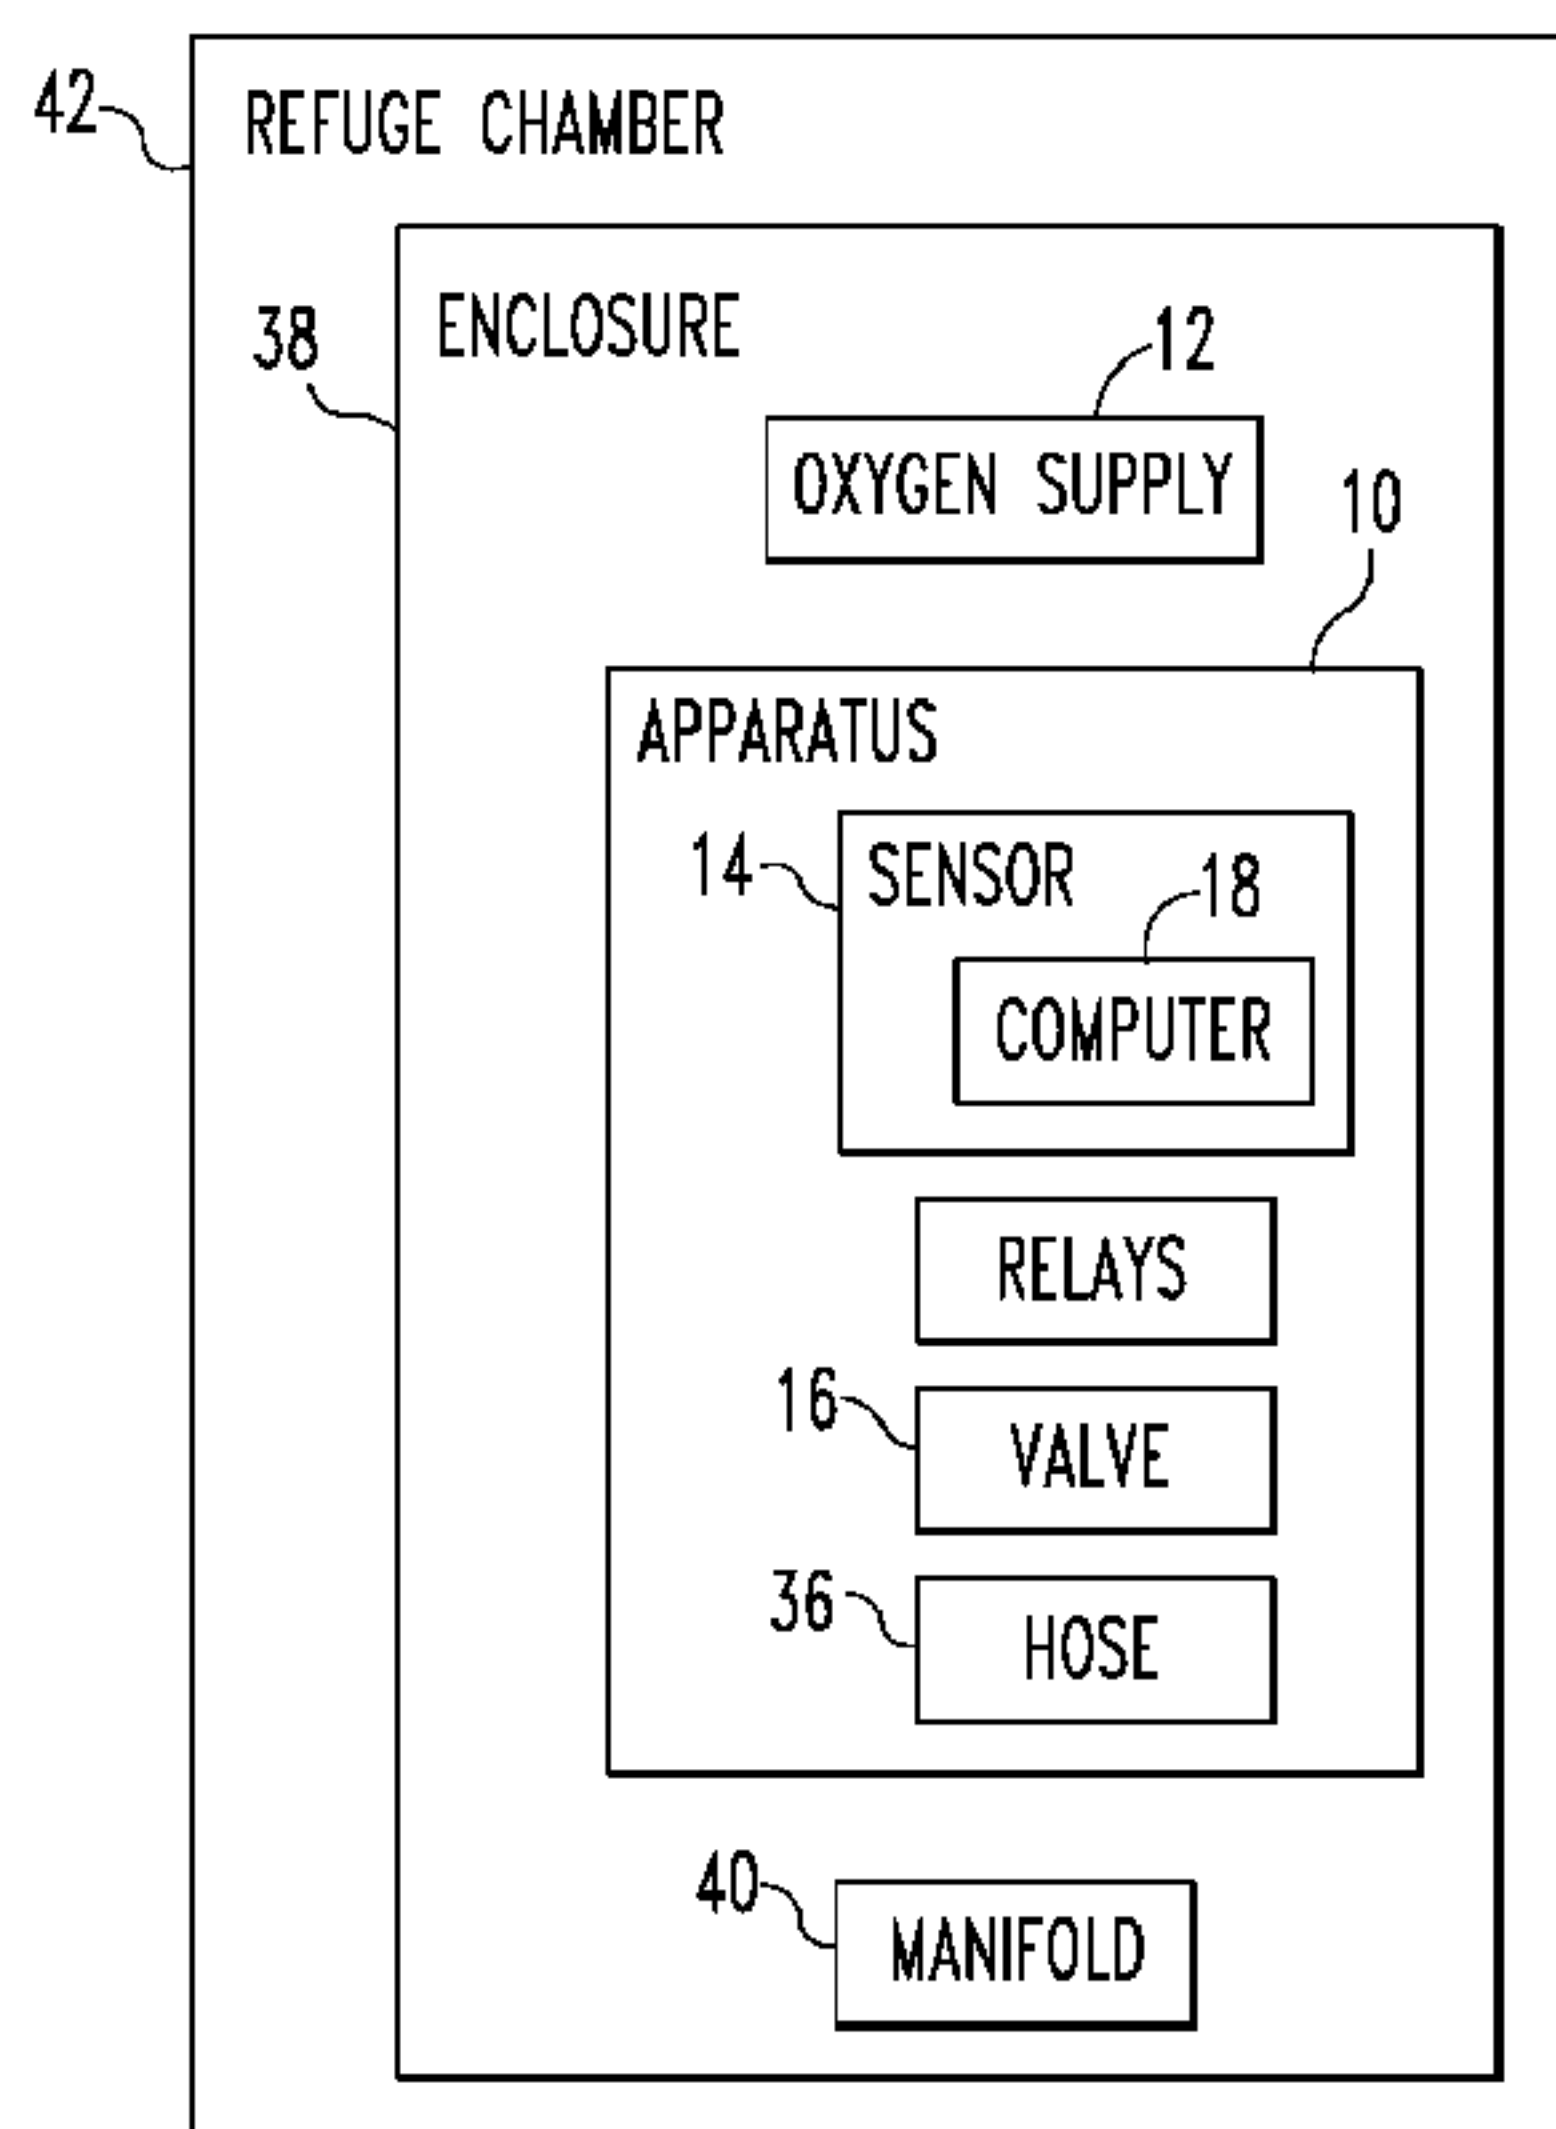 42
REFUGE CHAMBER
38
ENCLOSURE
12
OXYGEN SUPPLY
10
APPARATUS
14
SENSOR
18
COMPUTER
RELAYS
16
VALVE
36
HOSE
40
MANIFOLD